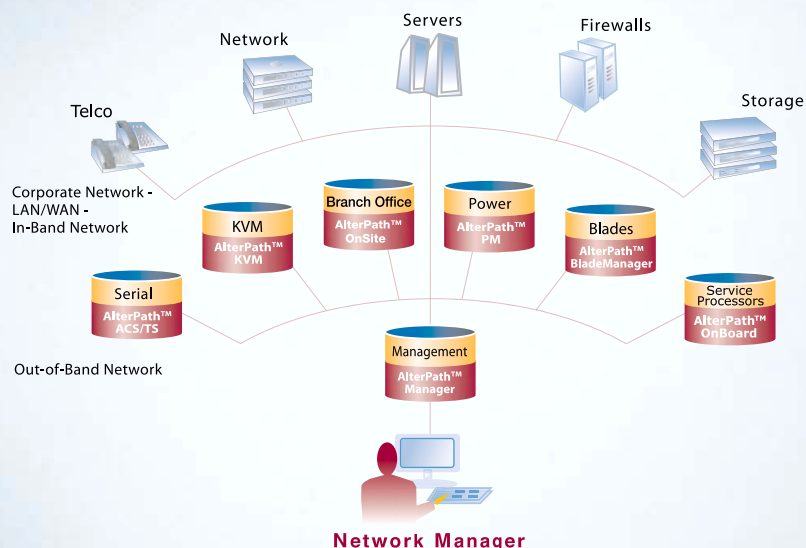 Servers
Network
Firewalls
Telco
Storage
Corporate Network -
LAN/WAN -
In-Band Network
Branch Office
AlterPath™
OnSite
Power
AlterPath™
PM
KVM
AlterPath™
KVM
Blades
AlterPath™
BladeManager
Serial
AlterPath™
ACS/TS
Service
Processors
AlterPath™
OnBoard
Management
AlterPath™
Manager
Out-of-Band Network
Network Manager